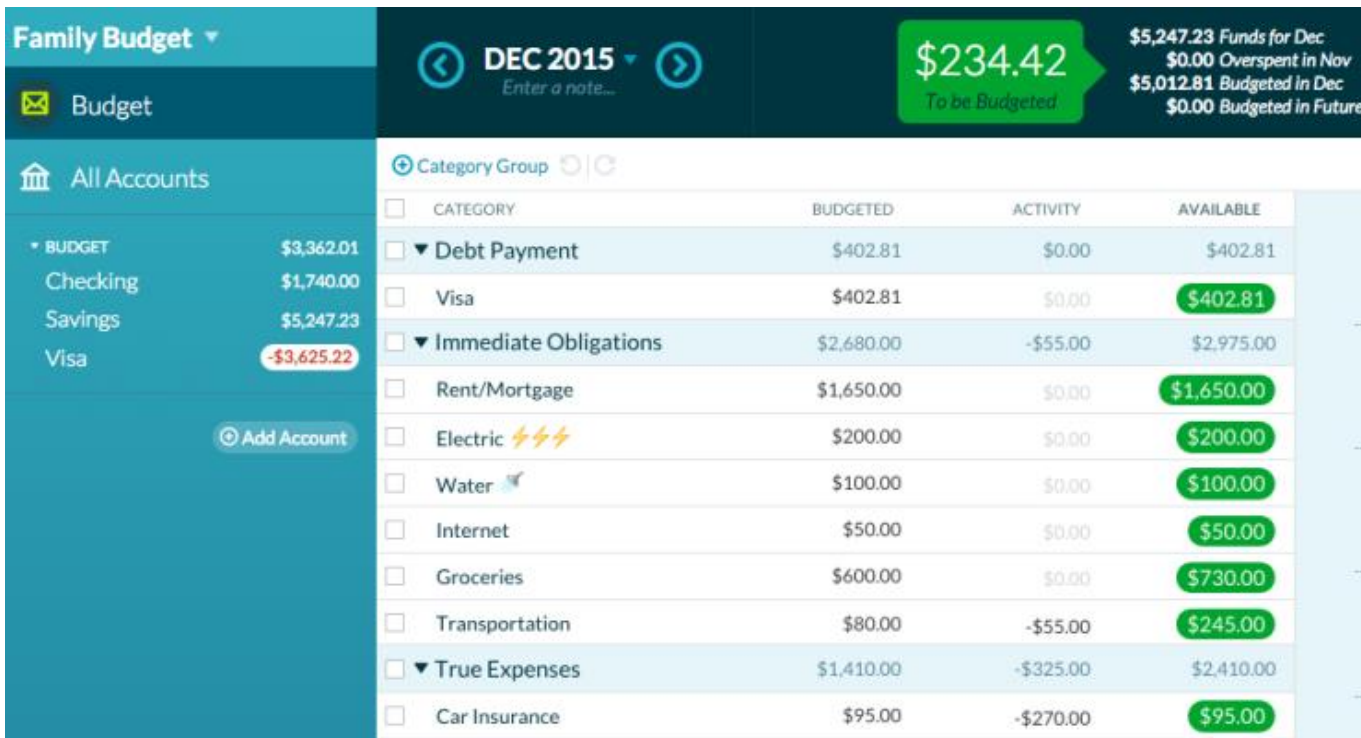 Family Budget
Budget
All Accounts
BUDGET $3,362.01
Checking $1,740.00
Savings $5,247.23
Visa -$3,625.22
Add Account
DEC 2015
Enter a note...
$234.42
To be Budgeted
$5,247.23 Funds for Dec
$0.00 Overspent in Nov
$5,012.81 Budgeted in Dec
$0.00 Budgeted in Future
Category Group
CATEGORY BUDGETED ACTIVITY AVAILABLE
Debt Payment $402.81 $0.00 $402.81
Visa $402.81 $0.00 $402.81
Immediate Obligations $2,680.00 -$55.00 $2,975.00
Rent/Mortgage $1,650.00 $0.00 $1,650.00
Electric ⚡⚡⚡ $200.00 $0.00 $200.00
Water 🚿 $100.00 $0.00 $100.00
Internet $50.00 $0.00 $50.00
Groceries $600.00 $0.00 $730.00
Transportation $80.00 -$55.00 $245.00
True Expenses $1,410.00 -$325.00 $2,410.00
Car Insurance $95.00 -$270.00 $95.00